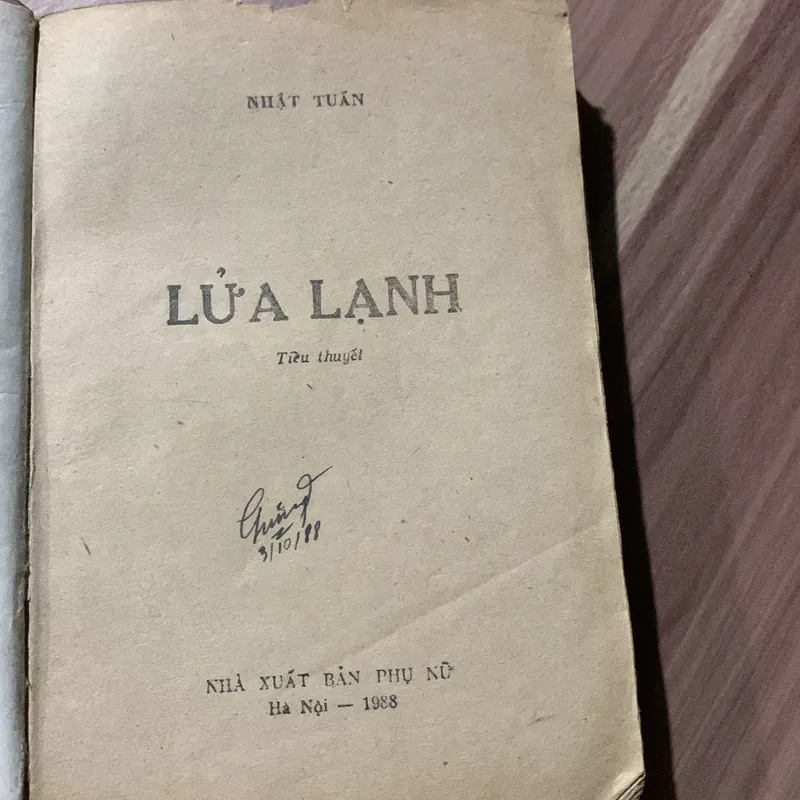 NHẬT TUẤN
LỬA LẠNH
Tiểu thuyết
3/10/88
NHÀ XUẤT BẢN PHỤ NỮ
Hà Nội — 1988